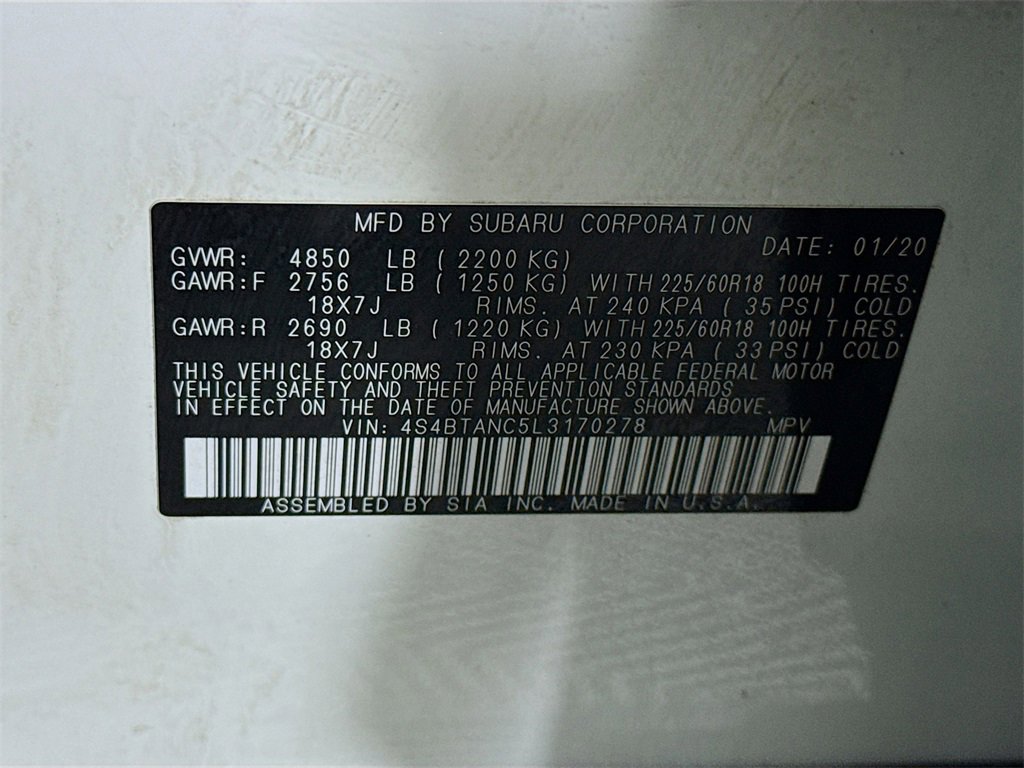 MFD BY SUBARU CORPORATION
DATE: 01/20
GVWR: 4850 LB ( 2200 KG)
GAWR:F 2756 LB ( 1250 KG) WITH 225/60R18 100H TIRES.
18X7J RIMS. AT 240 KPA ( 35 PSI) COLD
GAWR:R 2690 LB ( 1220 KG) WITH 225/60R18 100H TIRES.
18X7J RIMS. AT 230 KPA ( 33 PSI) COLD
THIS VEHICLE CONFORMS TO ALL APPLICABLE FEDERAL MOTOR
VEHICLE SAFETY AND THEFT PREVENTION STANDARDS
IN EFFECT ON THE DATE OF MANUFACTURE SHOWN ABOVE.
VIN: 4S4BTANC5L3170278 MPV
ASSEMBLED BY SIA INC. MADE IN U.S.A.